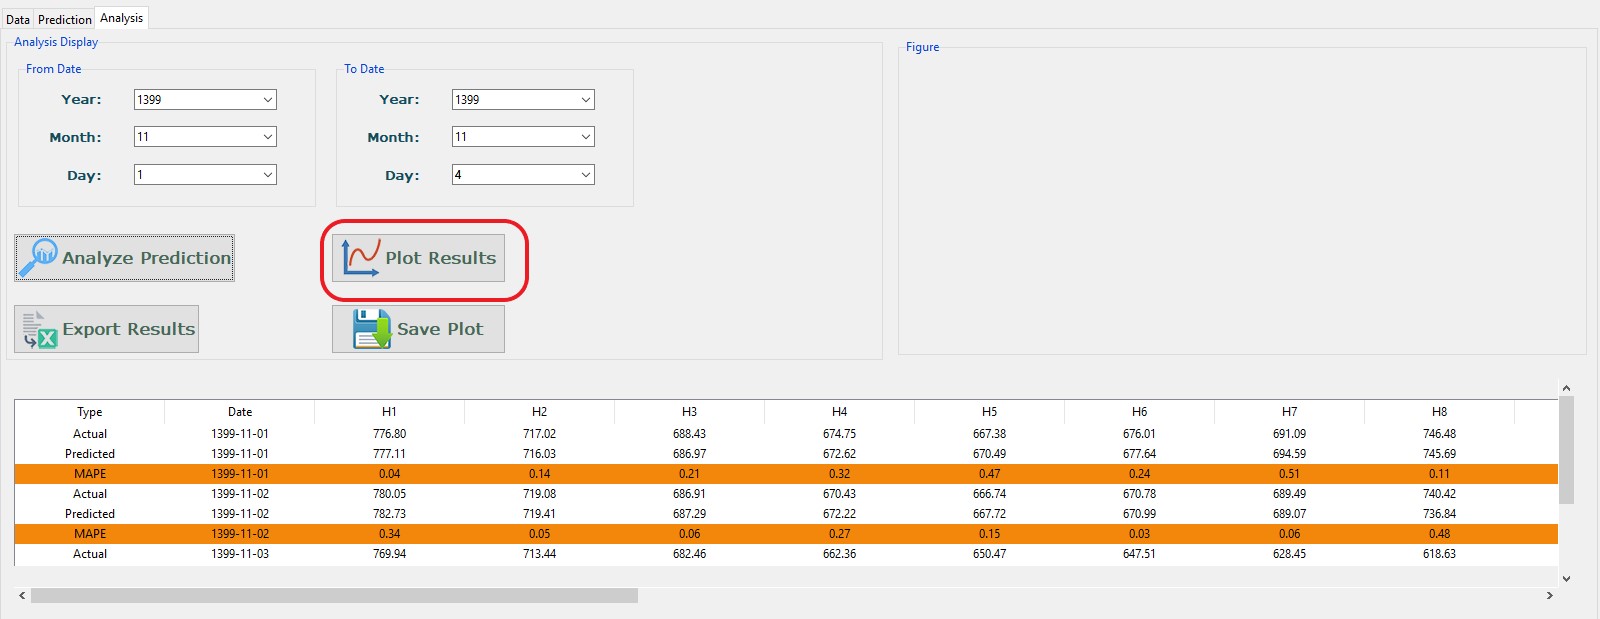 Data Prediction Analysis
Analysis Display
From Date
Year: 1399
Month: 11
Day: 1
To Date
Year: 1399
Month: 11
Day: 4
Analyze Prediction
Plot Results
Export Results
Save Plot
Figure
Type Date H1 H2 H3 H4 H5 H6 H7 H8
Actual 1399-11-01 776.80 717.02 688.43 674.75 667.38 676.01 691.09 746.48
Predicted 1399-11-01 777.11 716.03 686.97 672.62 670.49 677.64 694.59 745.69
MAPE 1399-11-01 0.04 0.14 0.21 0.32 0.47 0.24 0.51 0.11
Actual 1399-11-02 780.05 719.08 686.91 670.43 666.74 670.78 689.49 740.42
Predicted 1399-11-02 782.73 719.41 687.29 672.22 667.72 670.99 689.07 736.84
MAPE 1399-11-02 0.34 0.05 0.06 0.27 0.15 0.03 0.06 0.48
Actual 1399-11-03 769.94 713.44 682.46 662.36 650.47 647.51 628.45 618.63